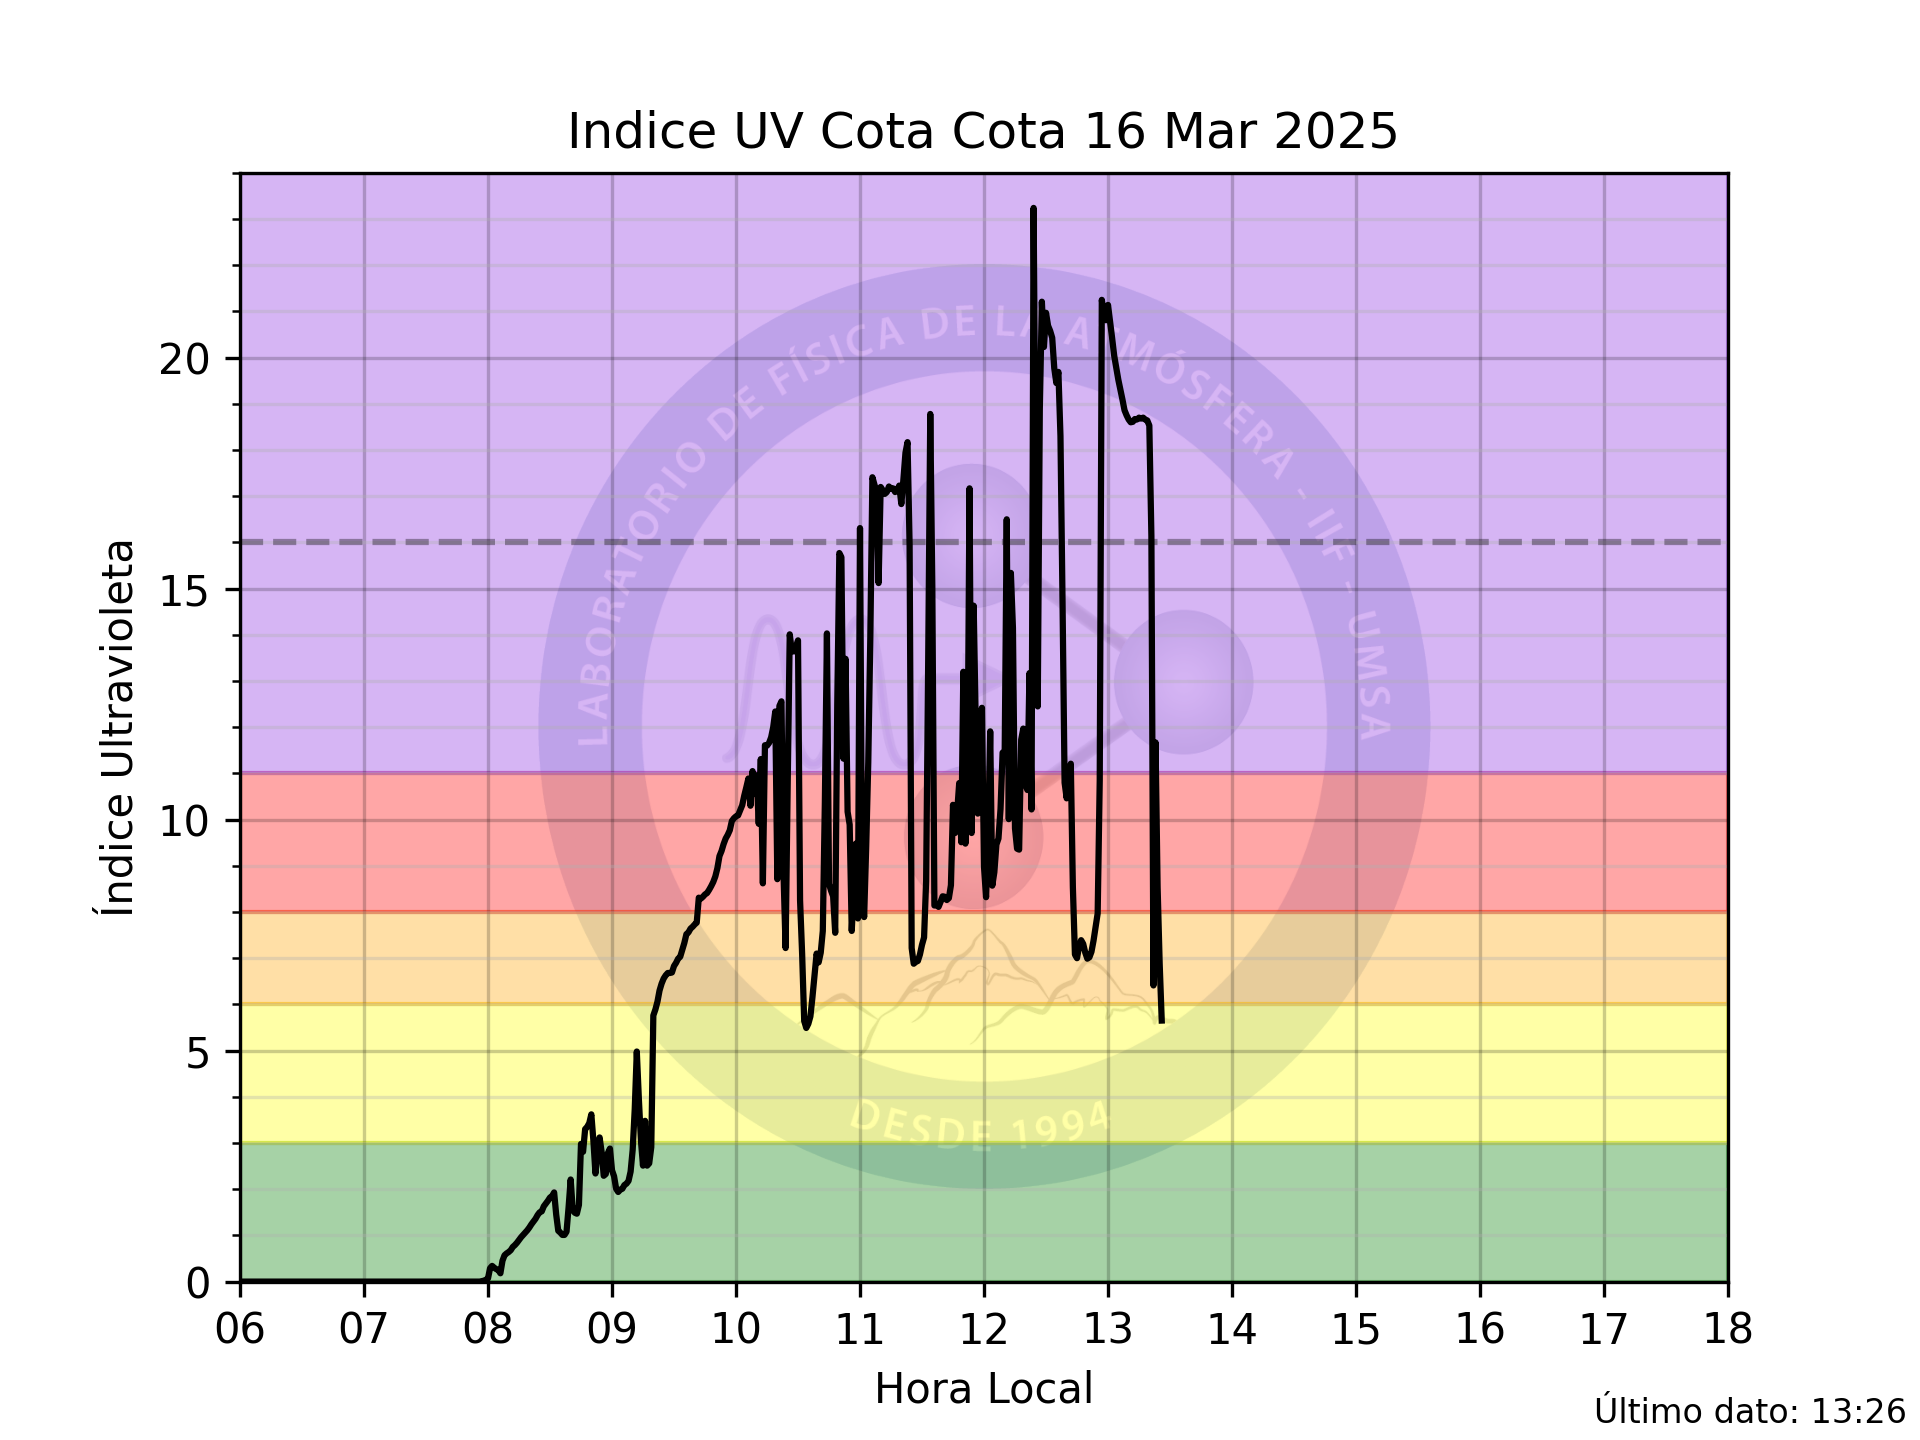 Indice UV Cota Cota 16 Mar 2025
Índice Ultravioleta
20
15
10
5
0
LABORATORIO DE FÍSICA DE LA ATMÓSFERA - IIF - UMSA
DESDE 1994
06 07 08 09 10 11 12 13 14 15 16 17 18
Hora Local
Último dato: 13:26